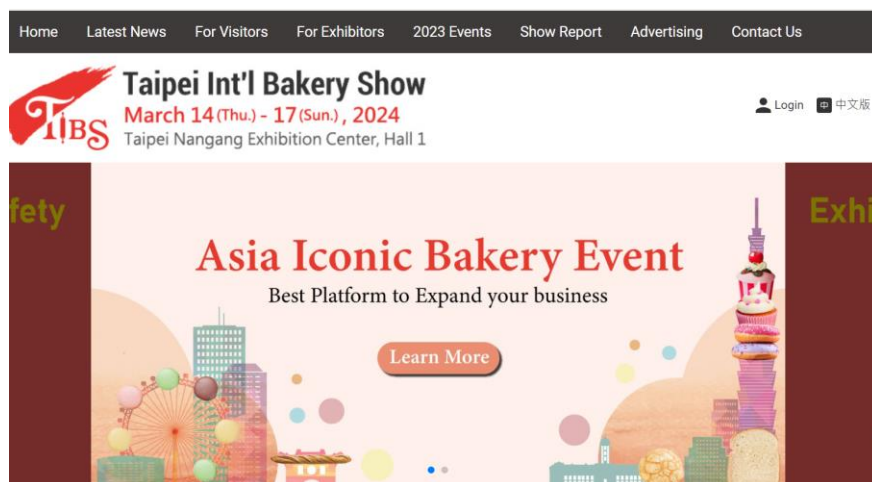 Home Latest News For Visitors For Exhibitors 2023 Events Show Report Advertising Contact Us
TIBS
Taipei Int'l Bakery Show
March 14 (Thu.) - 17 (Sun.) , 2024
Taipei Nangang Exhibition Center, Hall 1
Login 中 中文版
fety
Exhi
Asia Iconic Bakery Event
Best Platform to Expand your business
Learn More